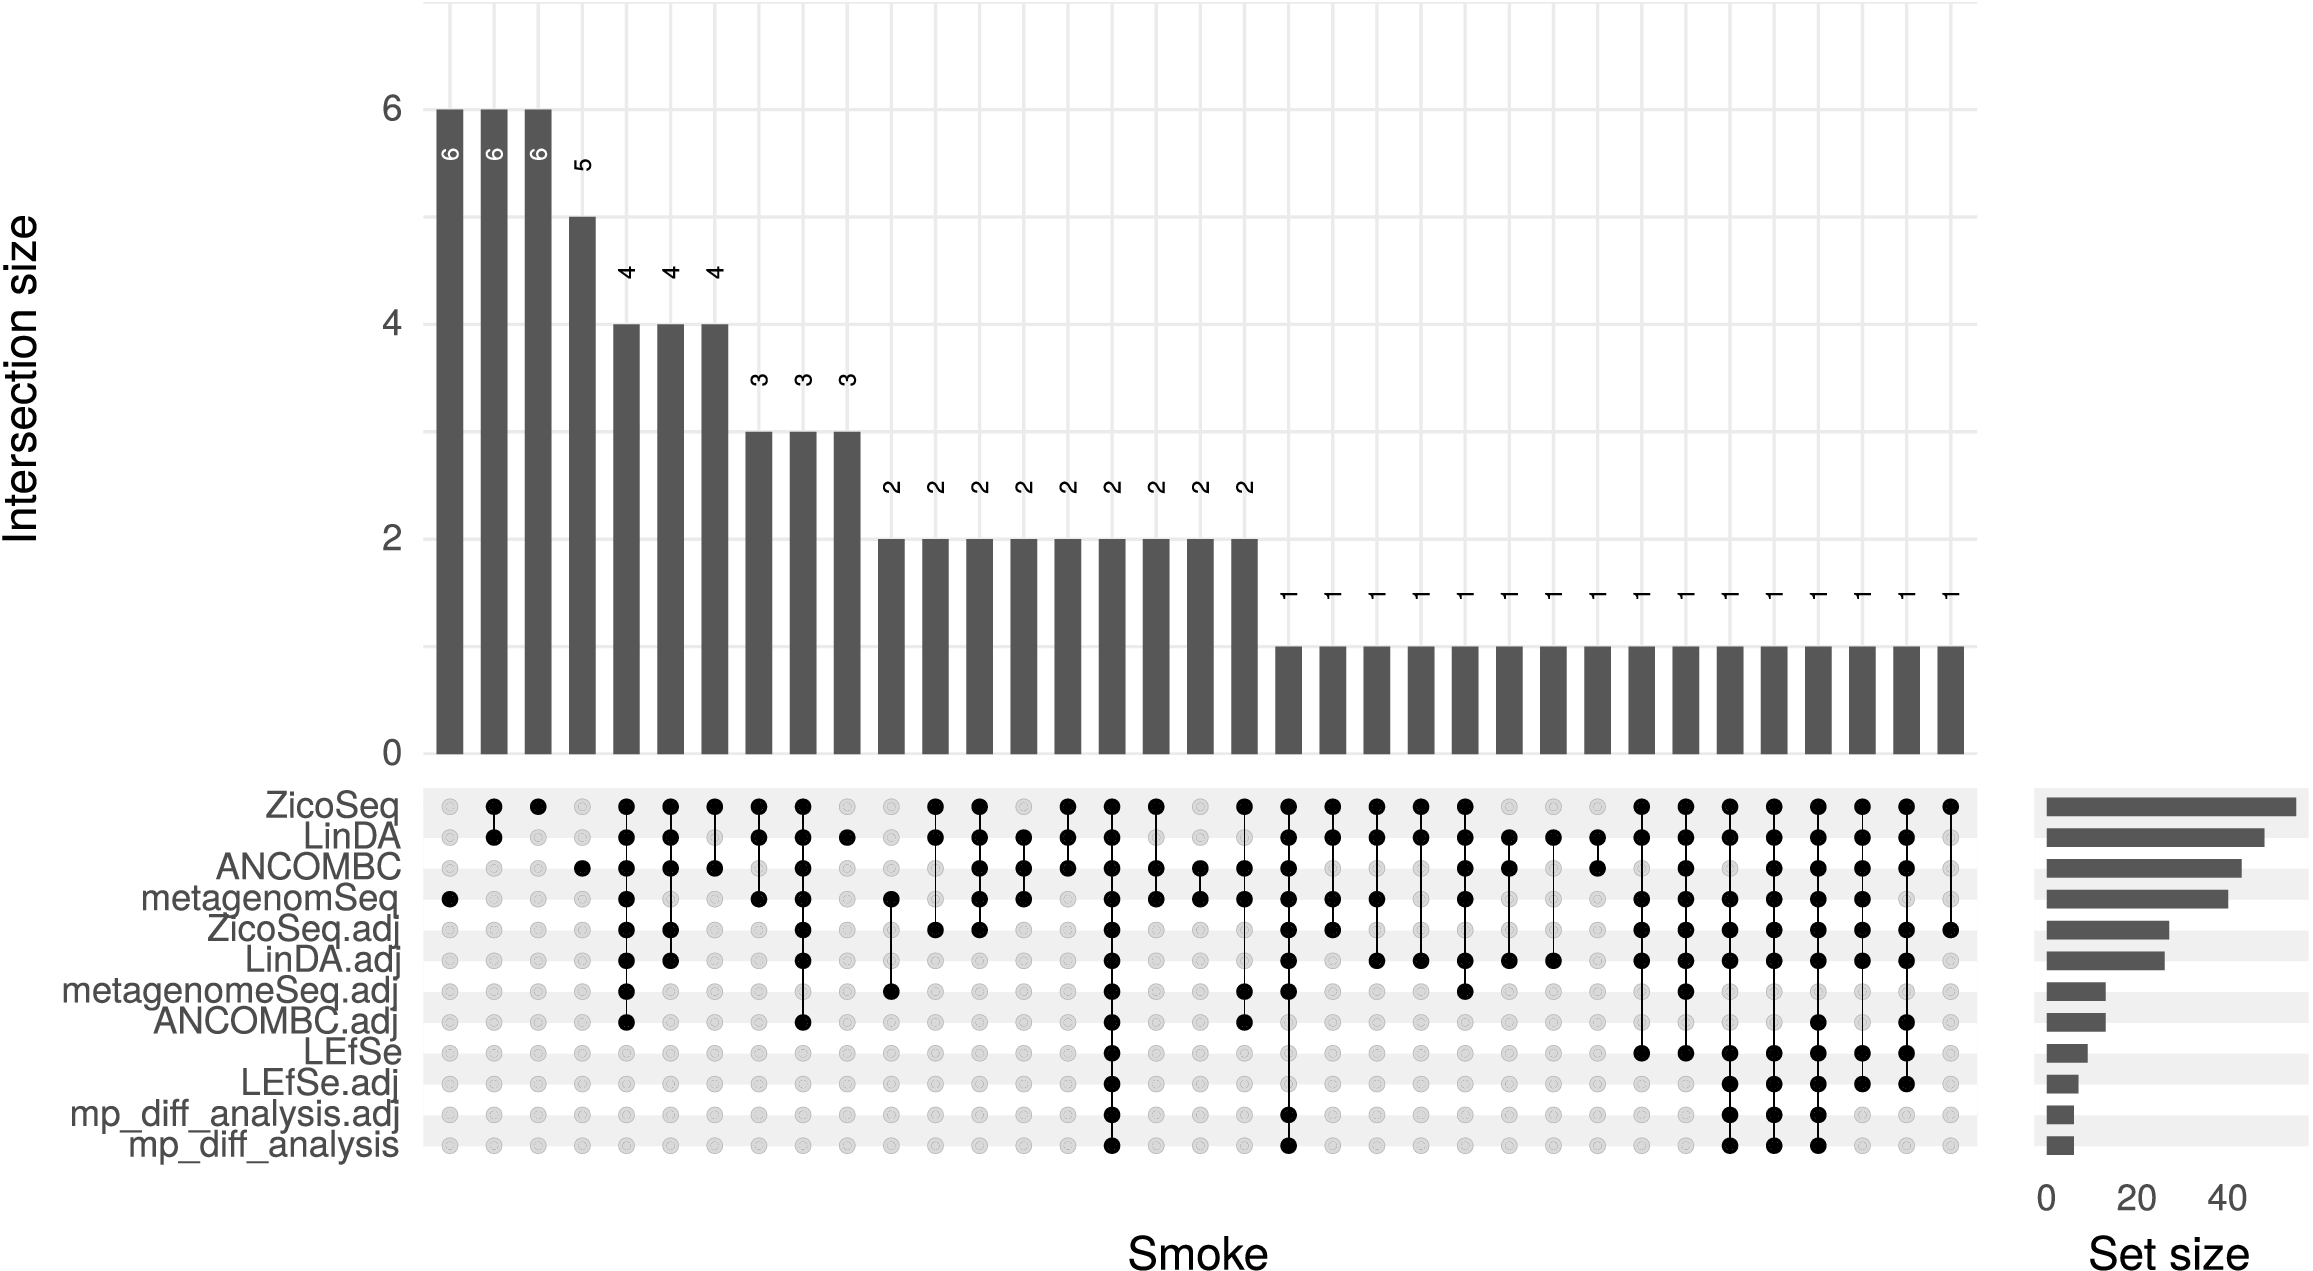 Intersection size
6
4
2
0
6 6 6 5 4 4 4 3 3 3 2 2 2 2 2 2 2 2 2 1 1 1 1 1 1 1 1 1 1 1 1 1 1 1 1
ZicoSeq
LinDA
ANCOMBC
metagenomSeq
ZicoSeq.adj
LinDA.adj
metagenomeSeq.adj
ANCOMBC.adj
LEfSe
LEfSe.adj
mp_diff_analysis.adj
mp_diff_analysis
0 20 40
Smoke
Set size